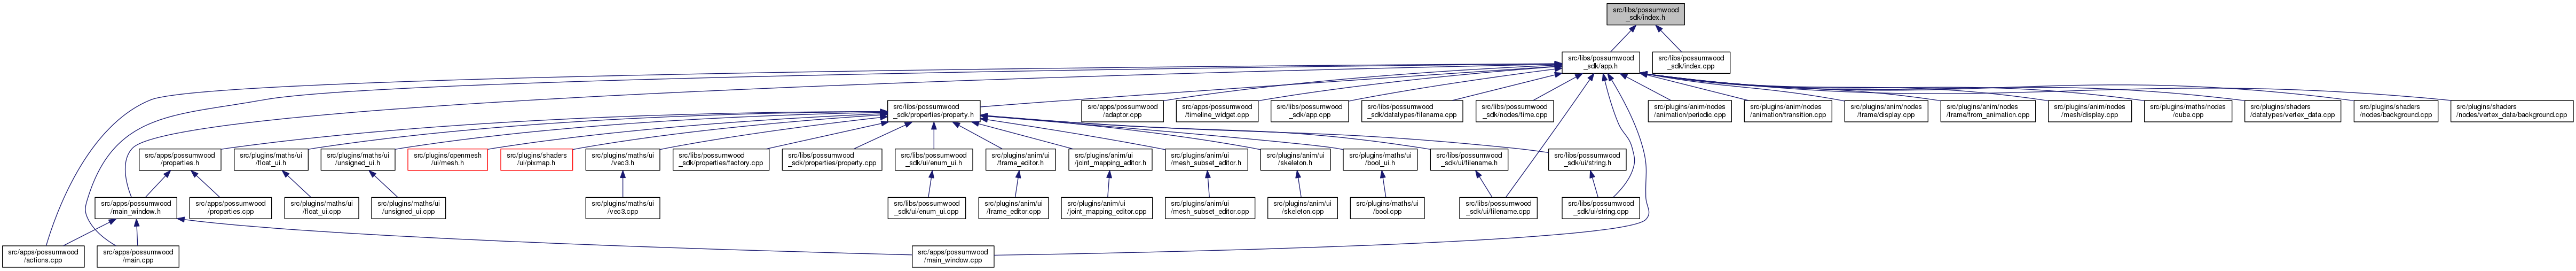 src/libs/possumwood
_sdk/index.h
src/libs/possumwood
_sdk/app.h
src/libs/possumwood
_sdk/index.cpp
src/libs/possumwood
_sdk/properties/property.h
src/apps/possumwood
/adaptor.cpp
src/apps/possumwood
/timeline_widget.cpp
src/libs/possumwood
_sdk/app.cpp
src/libs/possumwood
_sdk/datatypes/filename.cpp
src/libs/possumwood
_sdk/nodes/time.cpp
src/plugins/anim/nodes
/animation/periodic.cpp
src/plugins/anim/nodes
/animation/transition.cpp
src/plugins/anim/nodes
/frame/display.cpp
src/plugins/anim/nodes
/frame/from_animation.cpp
src/plugins/anim/nodes
/mesh/display.cpp
src/plugins/maths/nodes
/cube.cpp
src/plugins/shaders
/datatypes/vertex_data.cpp
src/plugins/shaders
/nodes/background.cpp
src/plugins/shaders
/nodes/vertex_data/background.cpp
src/apps/possumwood
/properties.h
src/plugins/maths/ui
/float_ui.h
src/plugins/maths/ui
/unsigned_ui.h
src/plugins/openmesh
/ui/mesh.h
src/plugins/shaders
/ui/pixmap.h
src/plugins/maths/ui
/vec3.h
src/libs/possumwood
_sdk/properties/factory.cpp
src/libs/possumwood
_sdk/properties/property.cpp
src/libs/possumwood
_sdk/ui/enum_ui.h
src/plugins/anim/ui
/frame_editor.h
src/plugins/anim/ui
/joint_mapping_editor.h
src/plugins/anim/ui
/mesh_subset_editor.h
src/plugins/anim/ui
/skeleton.h
src/plugins/maths/ui
/bool_ui.h
src/libs/possumwood
_sdk/ui/filename.h
src/libs/possumwood
_sdk/ui/string.h
src/apps/possumwood
/main_window.h
src/apps/possumwood
/properties.cpp
src/plugins/maths/ui
/float_ui.cpp
src/plugins/maths/ui
/unsigned_ui.cpp
src/plugins/maths/ui
/vec3.cpp
src/libs/possumwood
_sdk/ui/enum_ui.cpp
src/plugins/anim/ui
/frame_editor.cpp
src/plugins/anim/ui
/joint_mapping_editor.cpp
src/plugins/anim/ui
/mesh_subset_editor.cpp
src/plugins/anim/ui
/skeleton.cpp
src/plugins/maths/ui
/bool.cpp
src/libs/possumwood
_sdk/ui/filename.cpp
src/libs/possumwood
_sdk/ui/string.cpp
src/apps/possumwood
/actions.cpp
src/apps/possumwood
/main.cpp
src/apps/possumwood
/main_window.cpp